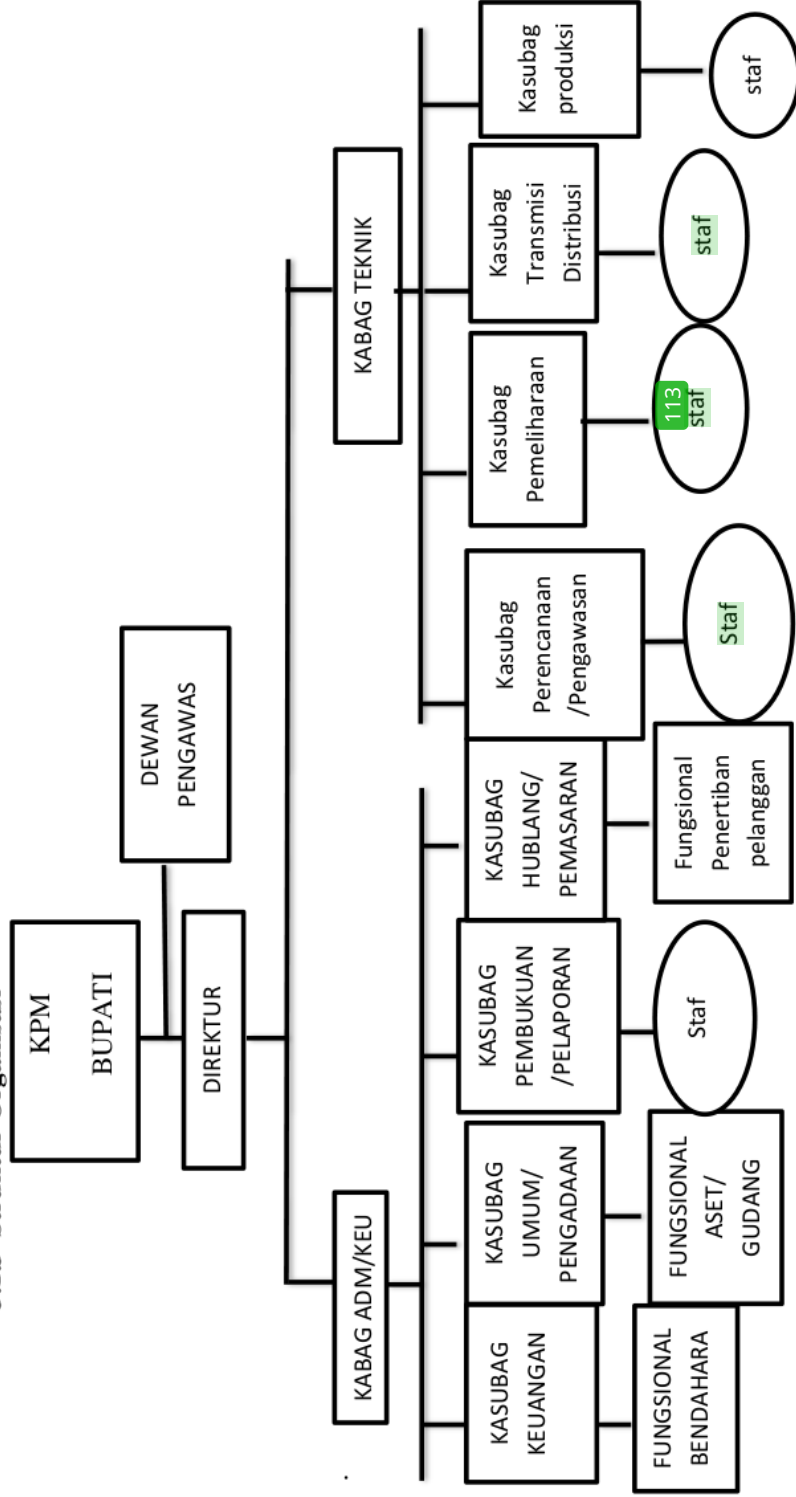 KPM
BUPATI
DEWAN
PENGAWAS
DIREKTUR
KABAG ADM/KEU
KABAG TEKNIK
KASUBAG
KEUANGAN
KASUBAG
UMUM/
PENGADAAN
KASUBAG
PEMBUKUAN
/PELAPORAN
KASUBAG
HUBLANG/
PEMASARAN
Kasubag
Perencanaan
/Pengawasan
Kasubag
Pemeliharaan
Kasubag
Transmisi
Distribusi
Kasubag
produksi
FUNGSIONAL
BENDAHARA
FUNGSIONAL
ASET/
GUDANG
Staf
Fungsional
Penertiban
pelanggan
Staf
113
staf
staf
staf